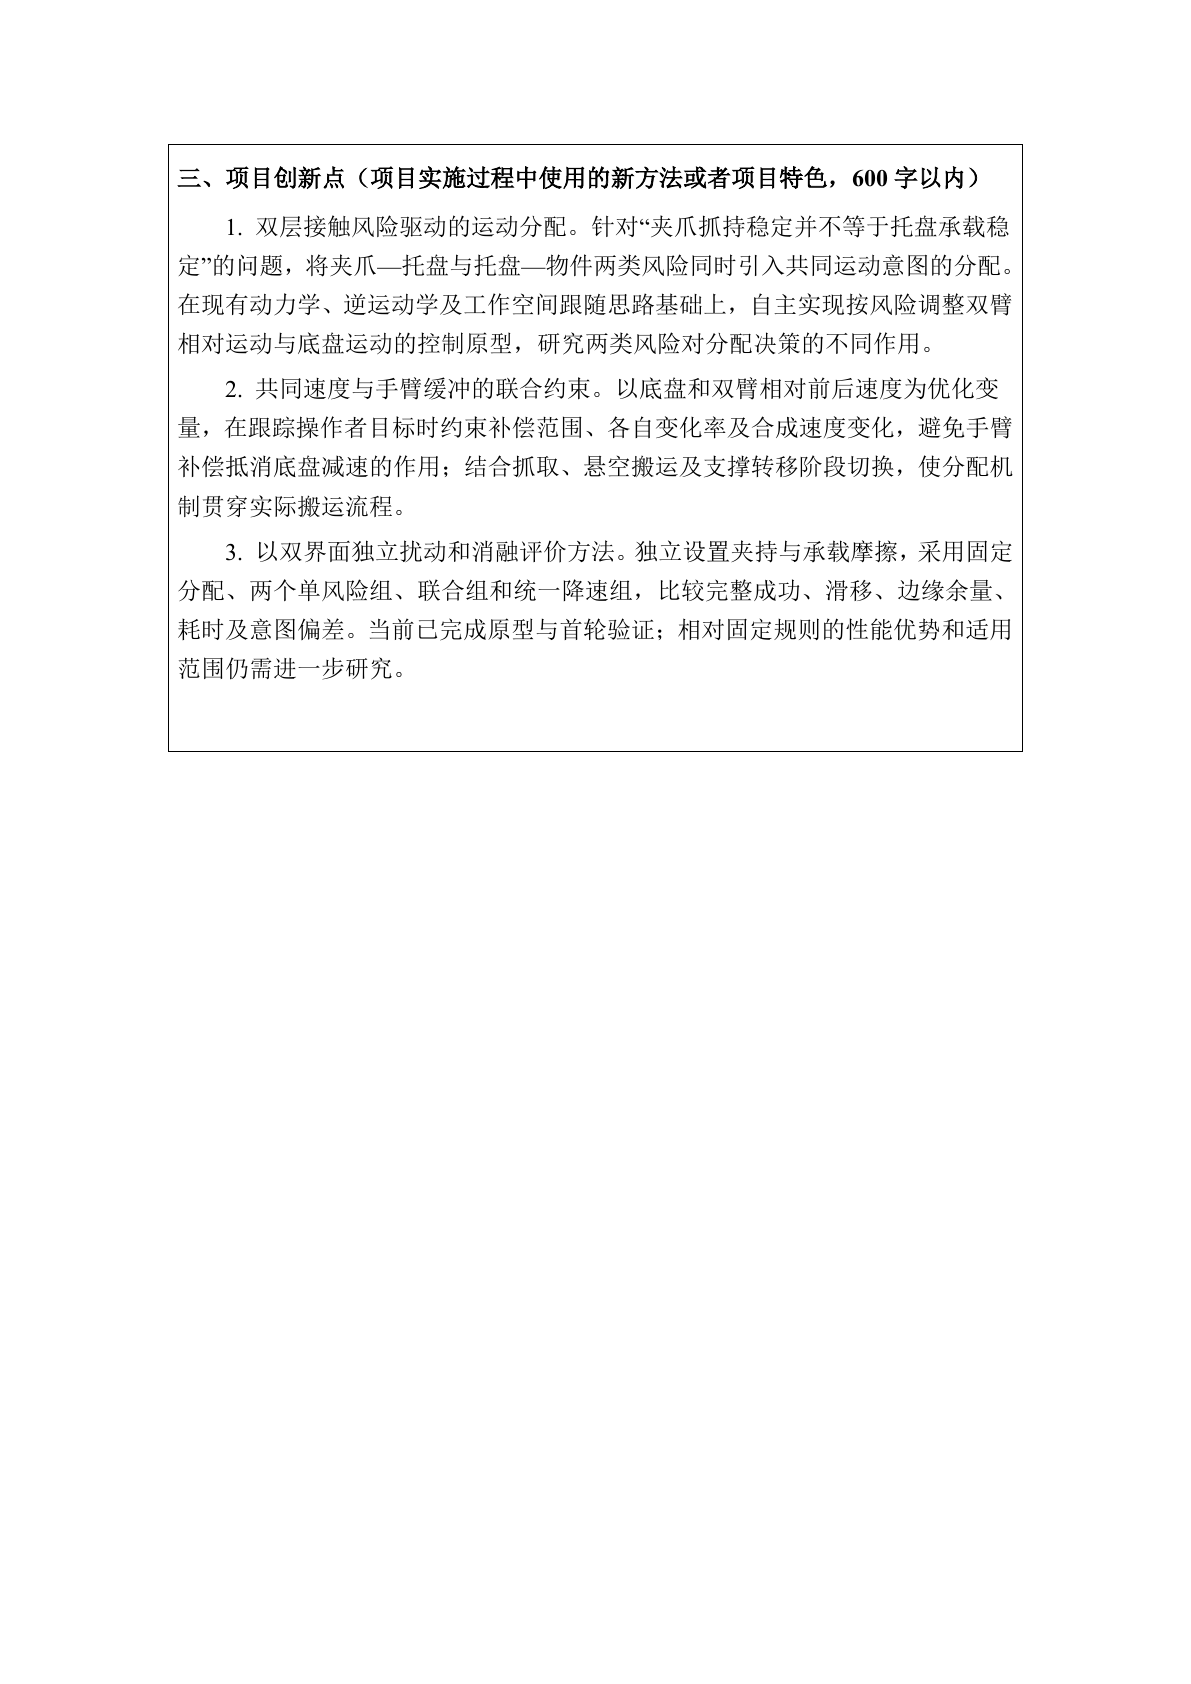 三、项目创新点（项目实施过程中使用的新方法或者项目特色，600 字以内）
1. 双层接触风险驱动的运动分配。针对“夹爪抓持稳定并不等于托盘承载稳
定”的问题，将夹爪—托盘与托盘—物件两类风险同时引入共同运动意图的分配。
在现有动力学、逆运动学及工作空间跟随思路基础上，自主实现按风险调整双臂
相对运动与底盘运动的控制原型，研究两类风险对分配决策的不同作用。
2. 共同速度与手臂缓冲的联合约束。以底盘和双臂相对前后速度为优化变
量，在跟踪操作者目标时约束补偿范围、各自变化率及合成速度变化，避免手臂
补偿抵消底盘减速的作用；结合抓取、悬空搬运及支撑转移阶段切换，使分配机
制贯穿实际搬运流程。
3. 以双界面独立扰动和消融评价方法。独立设置夹持与承载摩擦，采用固定
分配、两个单风险组、联合组和统一降速组，比较完整成功、滑移、边缘余量、
耗时及意图偏差。当前已完成原型与首轮验证；相对固定规则的性能优势和适用
范围仍需进一步研究。